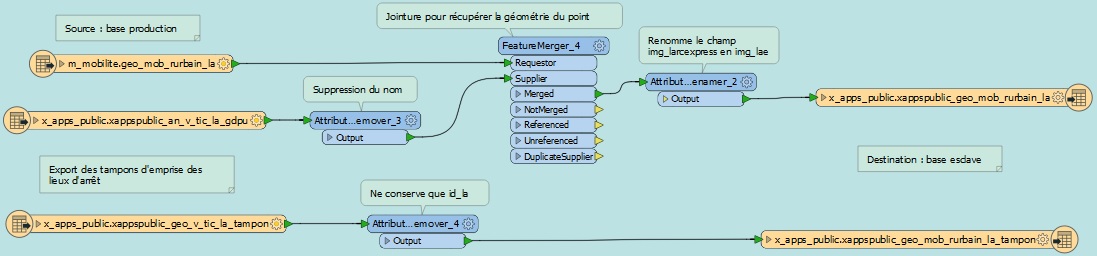 Jointure pour récupérer la géométrie du point
Source : base production
Renomme le champ
img_larcexpress en img_lae
FeatureMerger_4
m_mobilite.geo_mob_rurbain_la
Requestor
Supplier
Merged
NotMerged
Referenced
Unreferenced
DuplicateSupplier
Attribut...enamer_2
Output
x_apps_public.xappspublic_geo_mob_rurbain_la
Suppression du nom
x_apps_public.xappspublic_an_v_tic_la_gdpu
Attribut...emover_3
Output
Destination : base esclave
Export des tampons d'emprise des
lieux d'arrêt
Ne conserve que id_la
x_apps_public.xappspublic_geo_v_tic_la_tampon
Attribut...emover_4
Output
x_apps_public.xappspublic_geo_mob_rurbain_la_tampon